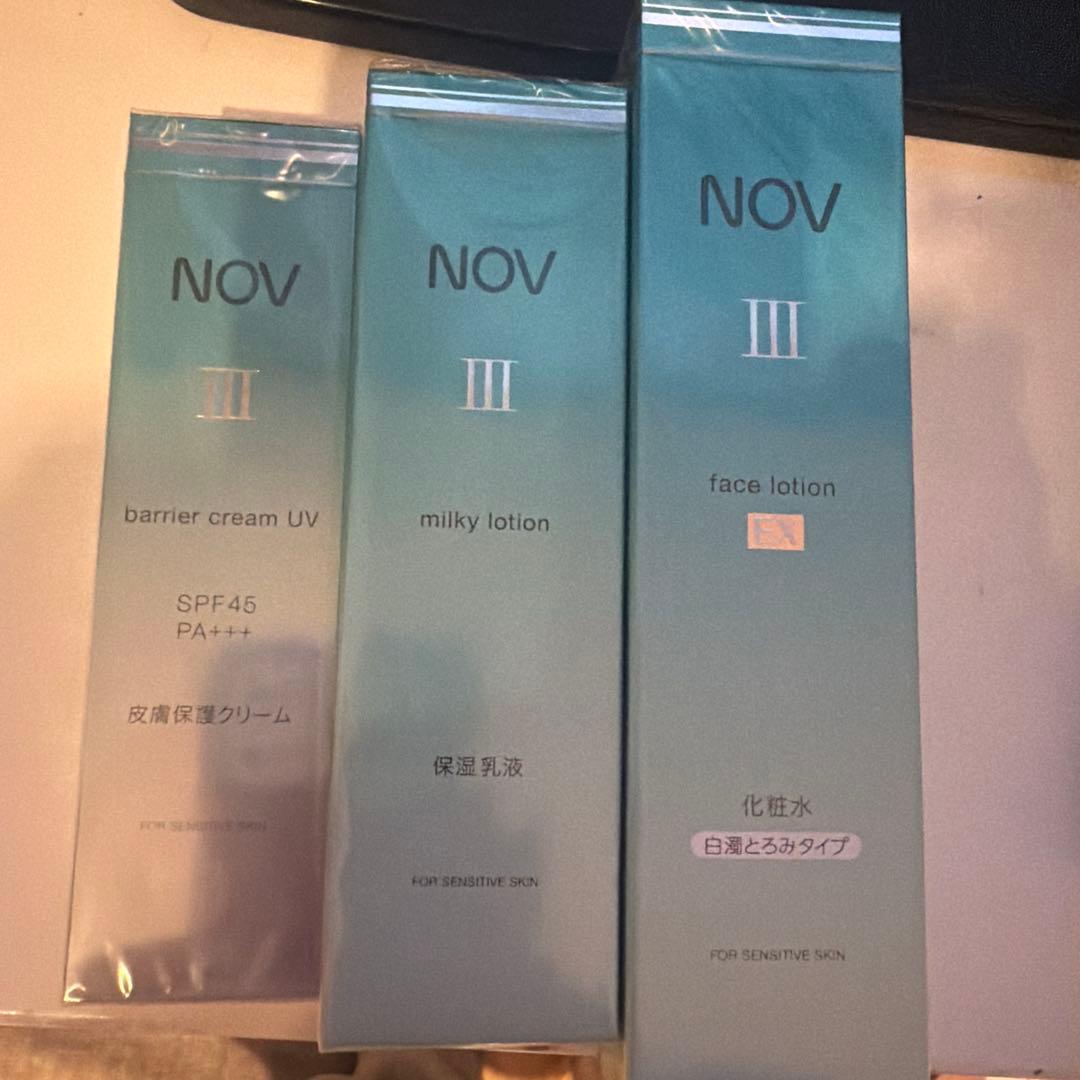 NOV
III
barrier cream UV
SPF45
PA+++
皮膚保護クリーム
FOR SENSITIVE SKIN
NOV
III
milky lotion
保湿乳液
FOR SENSITIVE SKIN
NOV
III
face lotion
EX
化粧水
白濁とろみタイプ
FOR SENSITIVE SKIN